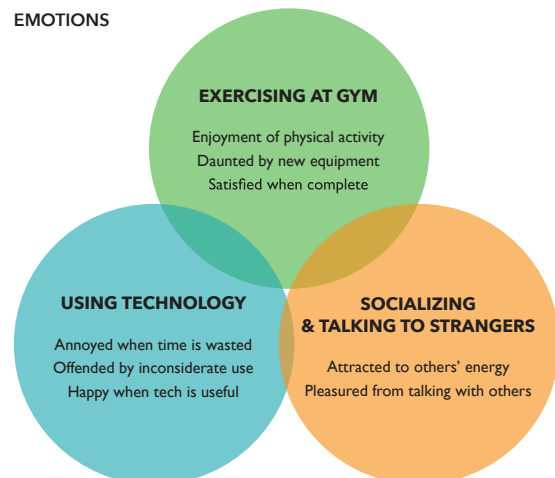 EMOTIONS
EXERCISING AT GYM
Enjoyment of physical activity
Daunted by new equipment
Satisfied when complete
USING TECHNOLOGY
Annoyed when time is wasted
Offended by inconsiderate use
Happy when tech is useful
SOCIALIZING
& TALKING TO STRANGERS
Attracted to others’ energy
Pleasured from talking with others